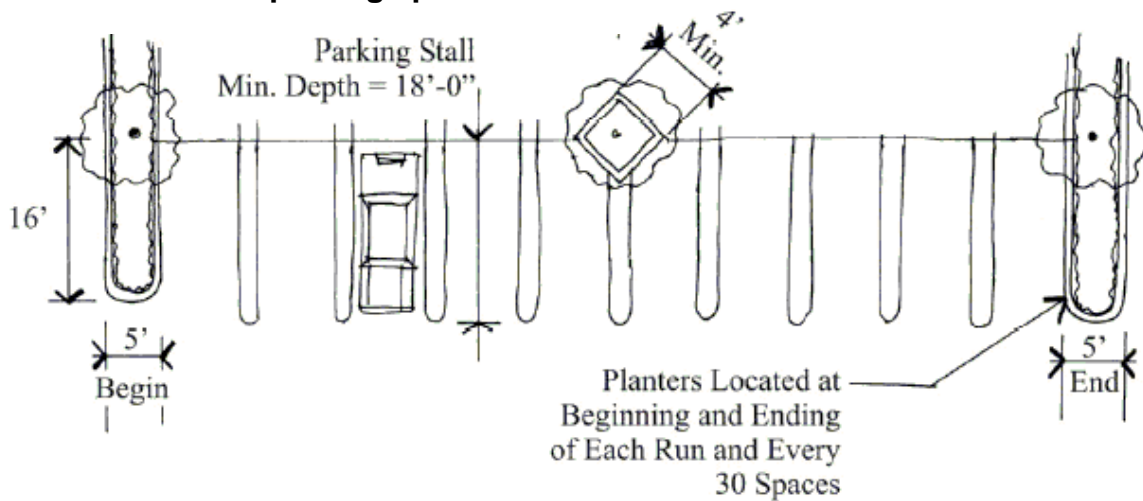 4'
Min.
Parking Stall
Min. Depth = 18'-0"
16'
5'
Begin
5'
End
Planters Located at
Beginning and Ending
of Each Run and Every
30 Spaces